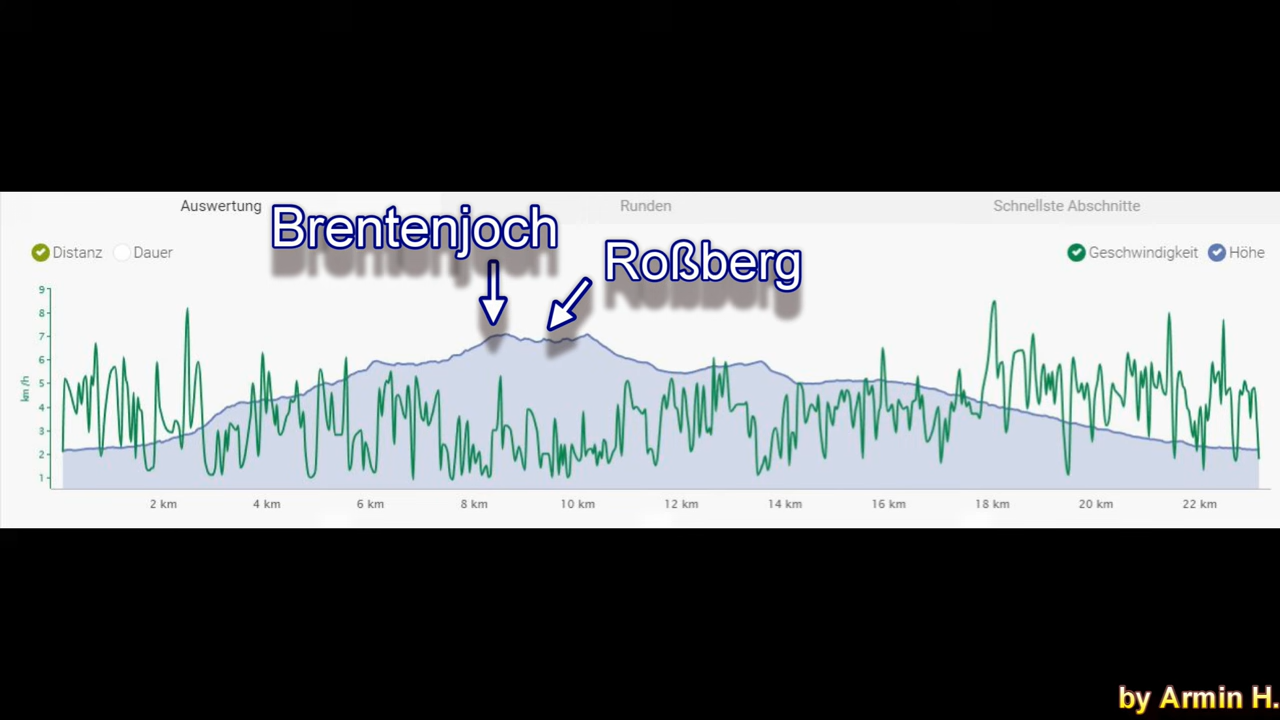 Auswertung
Runden
Schnellste Abschnitte
Brentenjoch
Roßberg
Distanz Dauer
Geschwindigkeit Höhe
9
8
7
6
5
4
3
2
1
km /h
2 km 4 km 6 km 8 km 10 km 12 km 14 km 16 km 18 km 20 km 22 km
by Armin H.